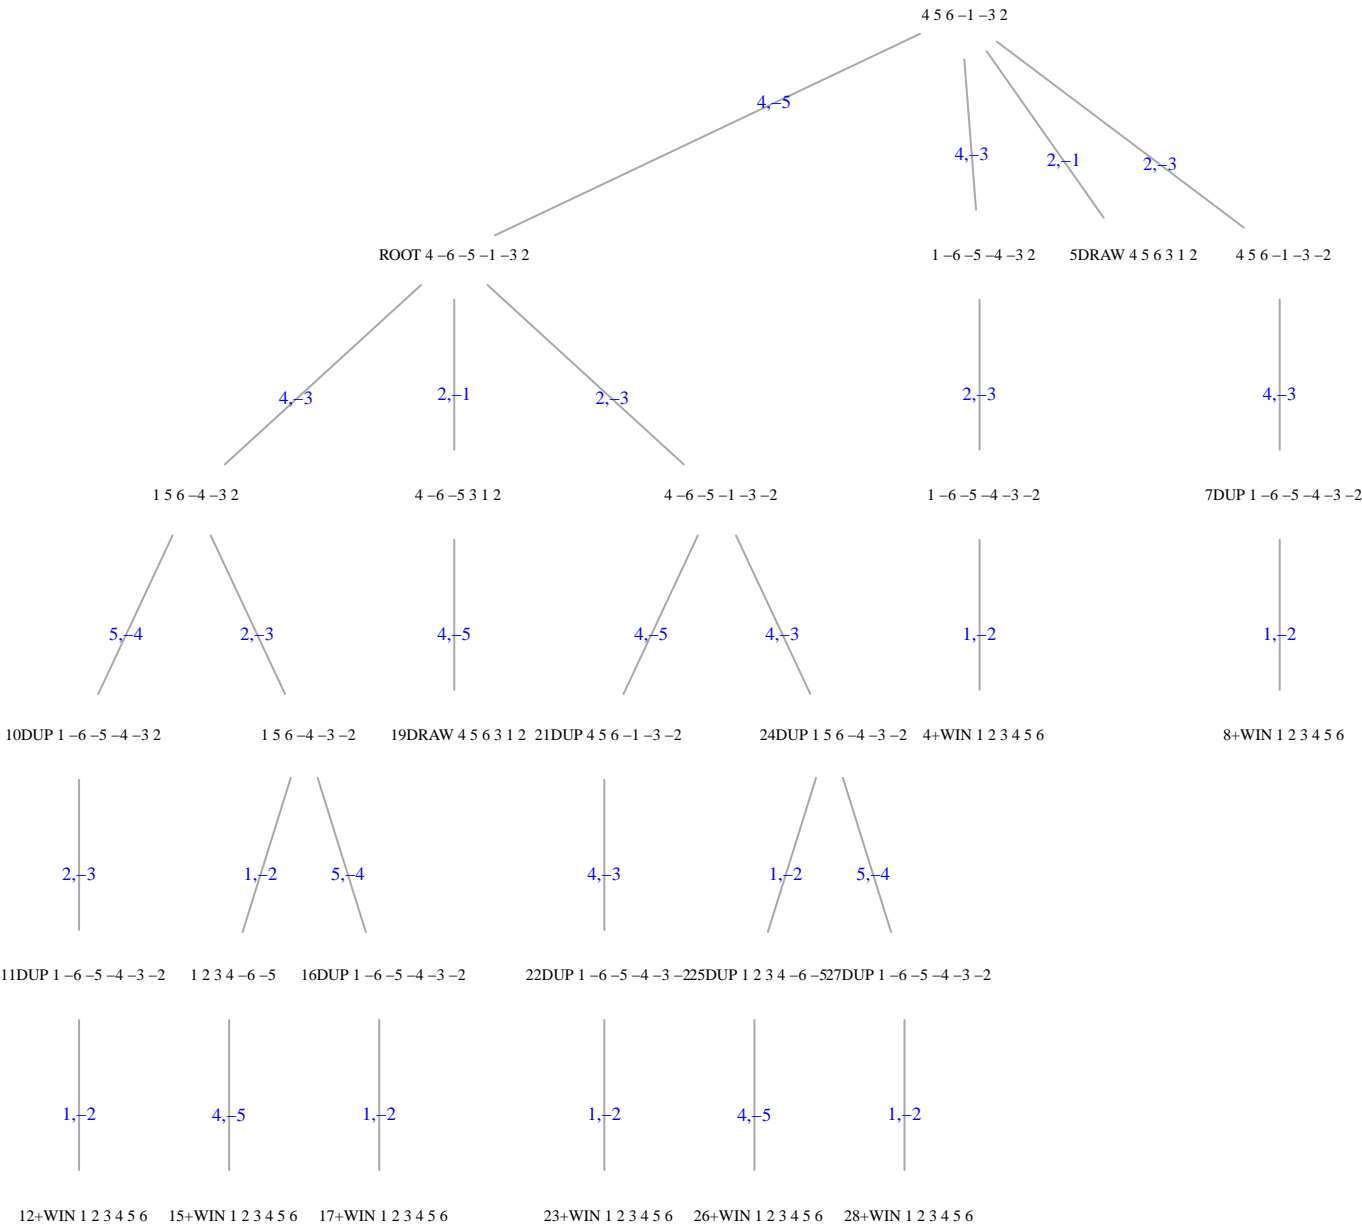 4 5 6 −1 −3 2
4,−5
4,−3
2,−1
2,−3
ROOT 4 −6 −5 −1 −3 2
1 −6 −5 −4 −3 2
5DRAW 4 5 6 3 1 2
4 5 6 −1 −3 −2
4,−3
2,−1
2,−3
2,−3
4,−3
1 5 6 −4 −3 2
4 −6 −5 3 1 2
4 −6 −5 −1 −3 −2
1 −6 −5 −4 −3 −2
7DUP 1 −6 −5 −4 −3 −2
5,−4
2,−3
4,−5
4,−5
4,−3
1,−2
1,−2
10DUP 1 −6 −5 −4 −3 2
1 5 6 −4 −3 −2
19DRAW 4 5 6 3 1 2
21DUP 4 5 6 −1 −3 −2
24DUP 1 5 6 −4 −3 −2
4+WIN 1 2 3 4 5 6
8+WIN 1 2 3 4 5 6
2,−3
1,−2
5,−4
4,−3
1,−2
5,−4
11DUP 1 −6 −5 −4 −3 −2
1 2 3 4 −6 −5
16DUP 1 −6 −5 −4 −3 −2
22DUP 1 −6 −5 −4 −3 −2
25DUP 1 2 3 4 −6 −5
27DUP 1 −6 −5 −4 −3 −2
1,−2
4,−5
1,−2
1,−2
4,−5
1,−2
12+WIN 1 2 3 4 5 6
15+WIN 1 2 3 4 5 6
17+WIN 1 2 3 4 5 6
23+WIN 1 2 3 4 5 6
26+WIN 1 2 3 4 5 6
28+WIN 1 2 3 4 5 6